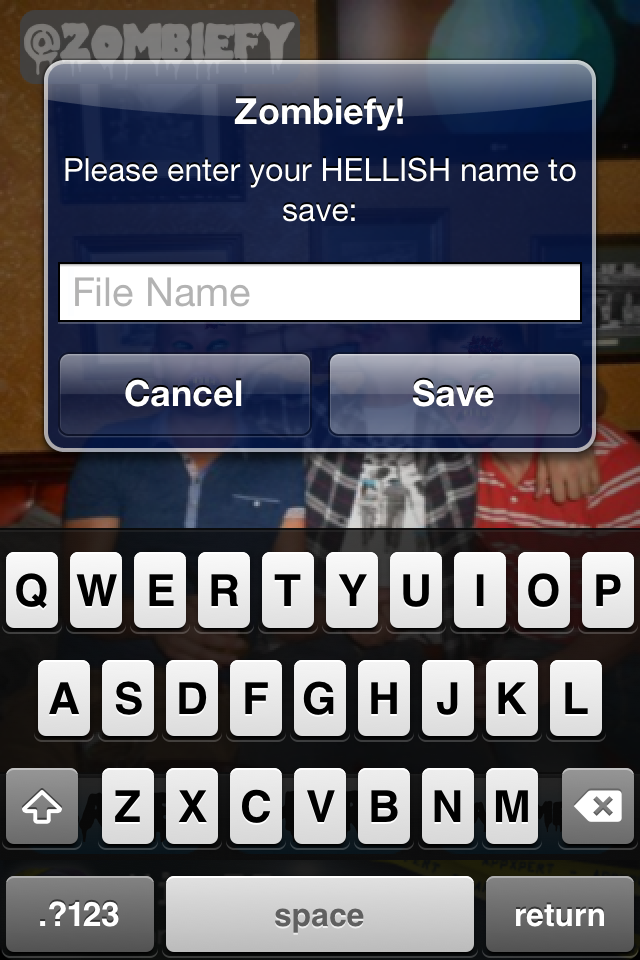 @ZOMBIEFY
Zombiefy!
Please enter your HELLISH name to
save:
File Name
Cancel Save
Q W E R T Y U I O P
A S D F G H J K L
Z X C V B N M
.?123 space return